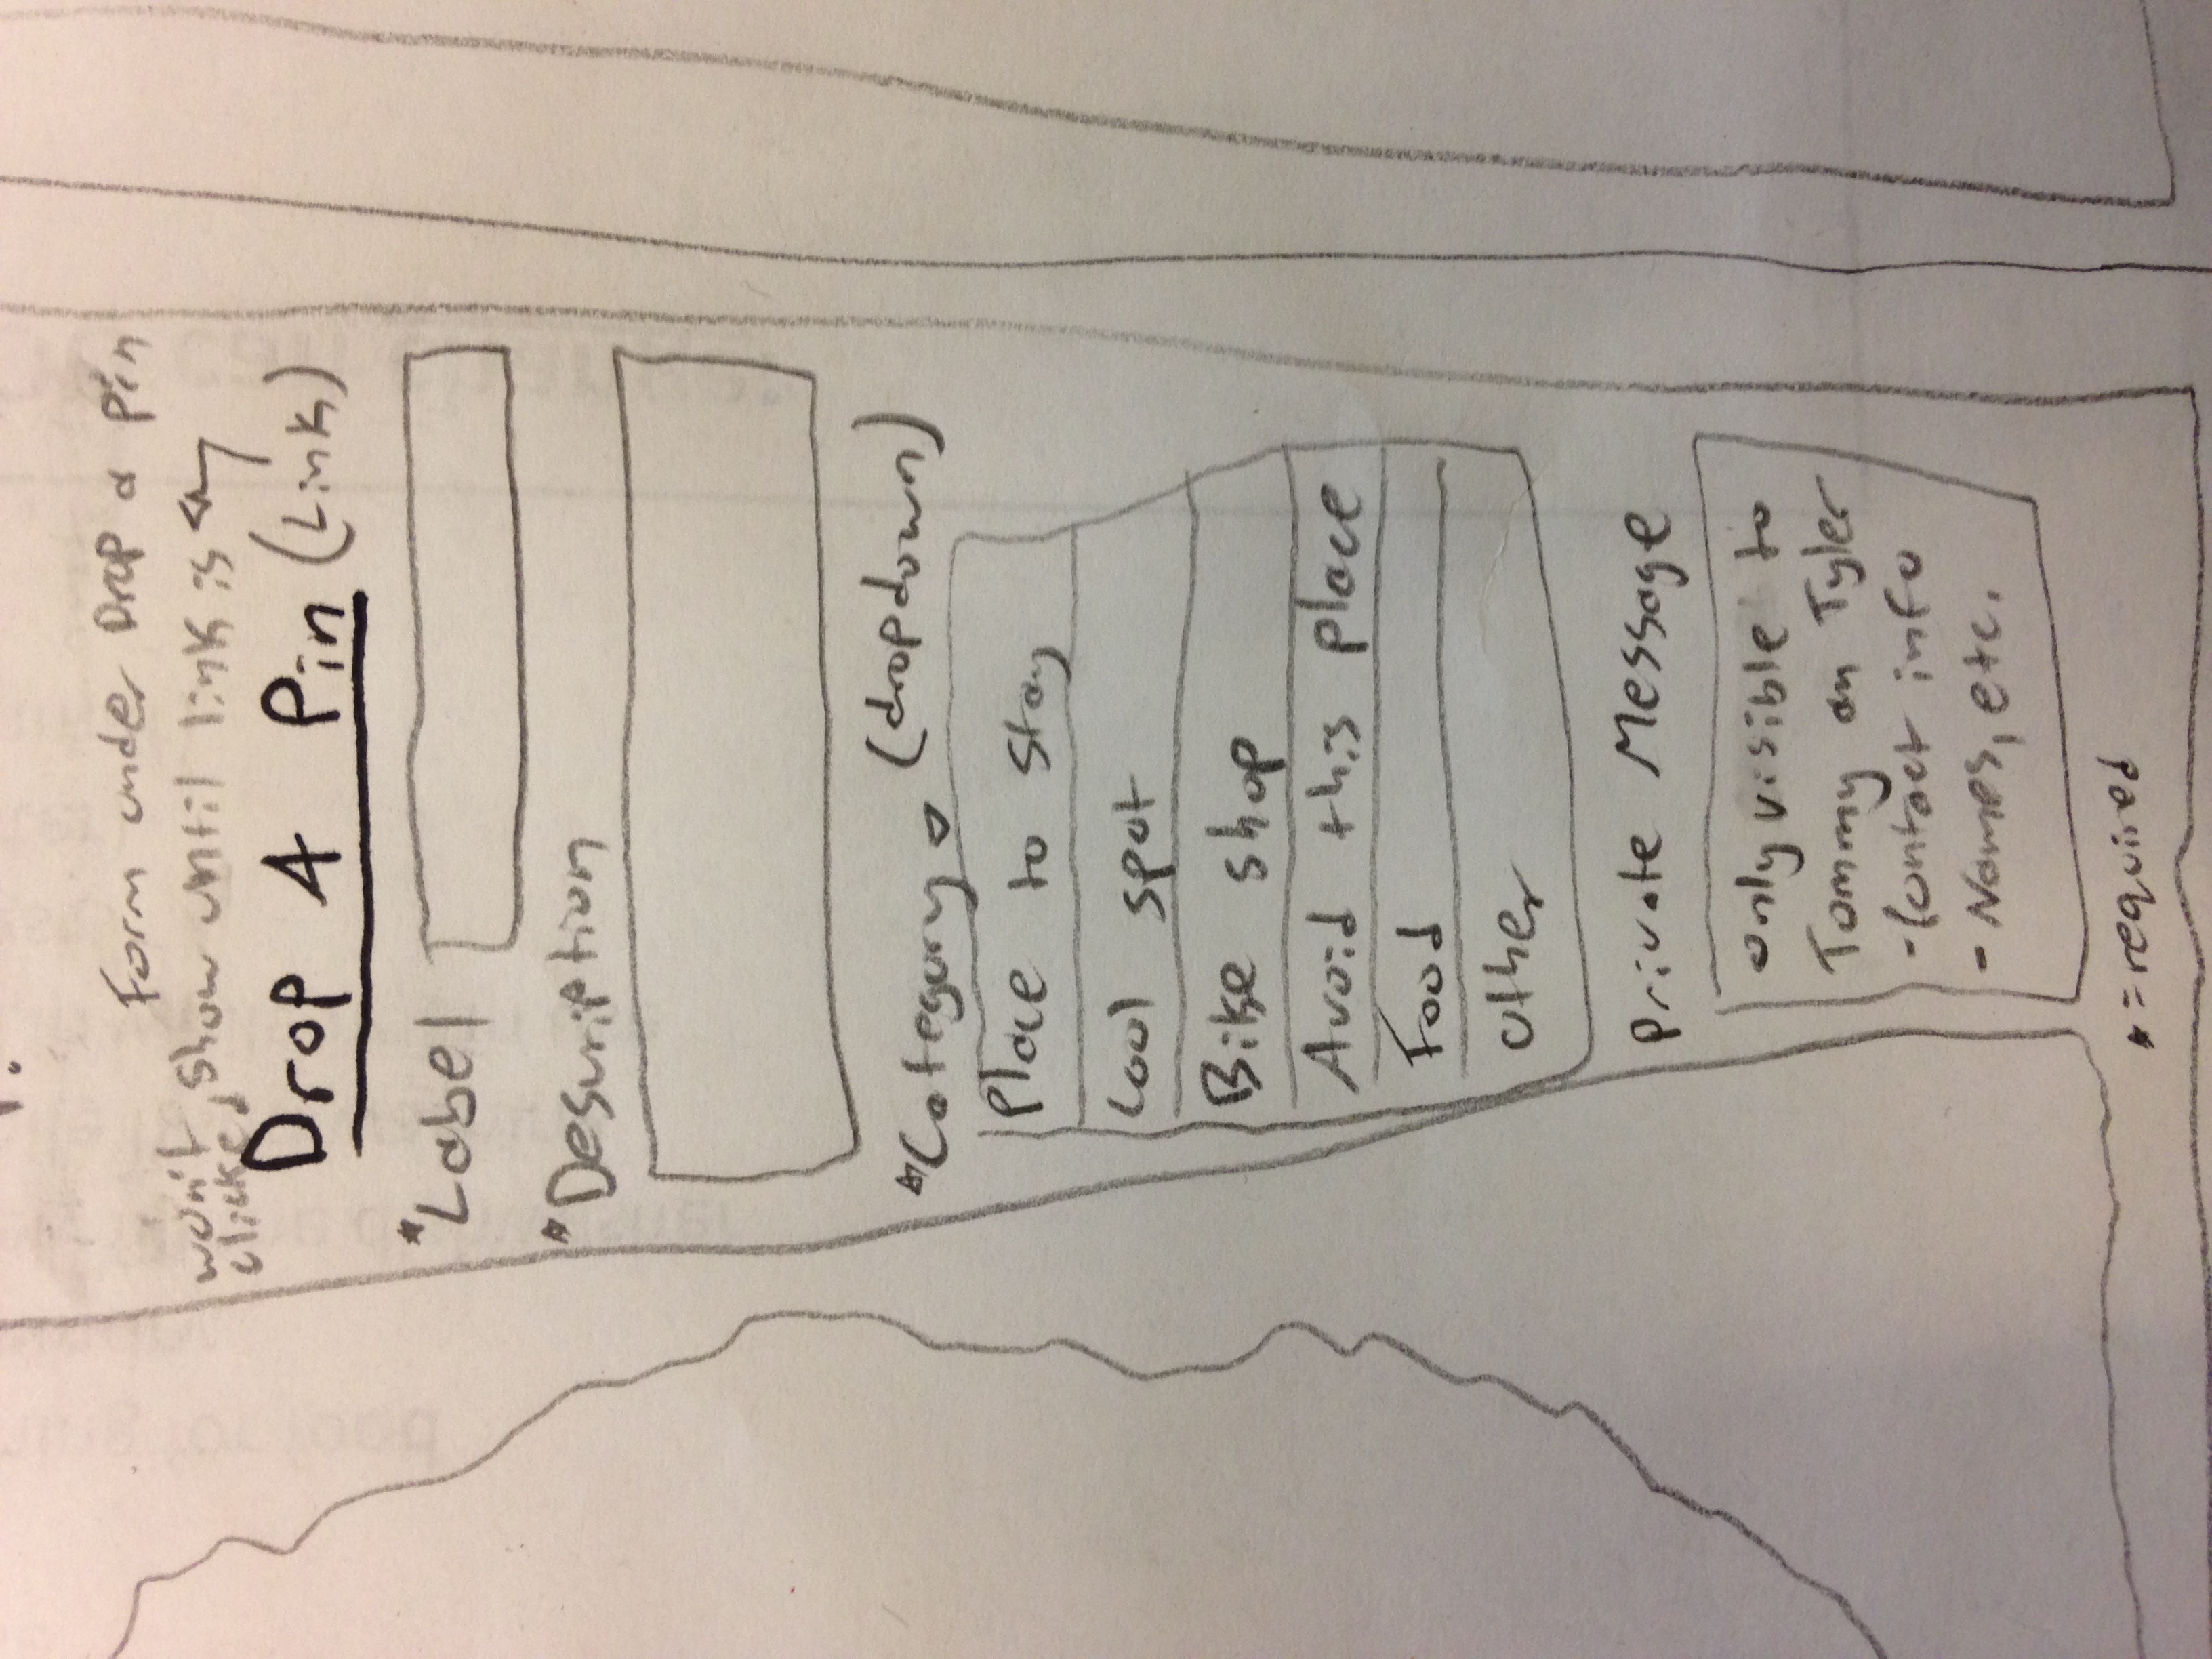 Form under Drop a pin
won't show until link is
clicked
Drop A Pin (Link)
*Label
*Description
*Category (dropdown)
Place to Stay
Cool spot
Bike shop
Avoid this place
Food
other
Private Message
only visible to
Tommy an Tyler
- Contact info
- Names, etc.
*=required